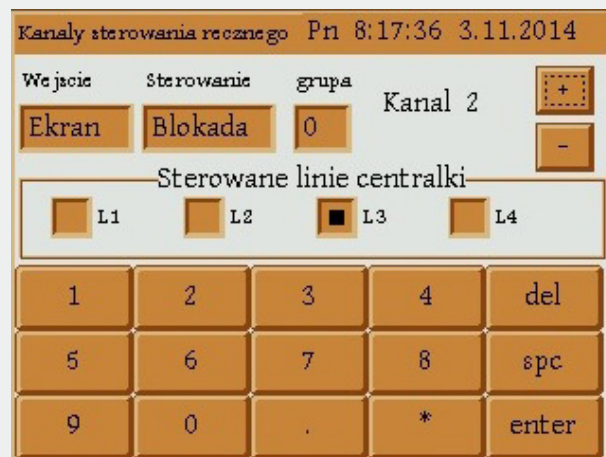 Kanaly sterowania recznego Pn 8:17:36 3.11.2014
Wejscie Sterowanie grupa
Kanal 2 +
Ekran Blokada 0
-
Sterowane linie centralki
L1 L2 L3 L4
1 2 3 4 del
5 6 7 8 spc
9 0 . * enter